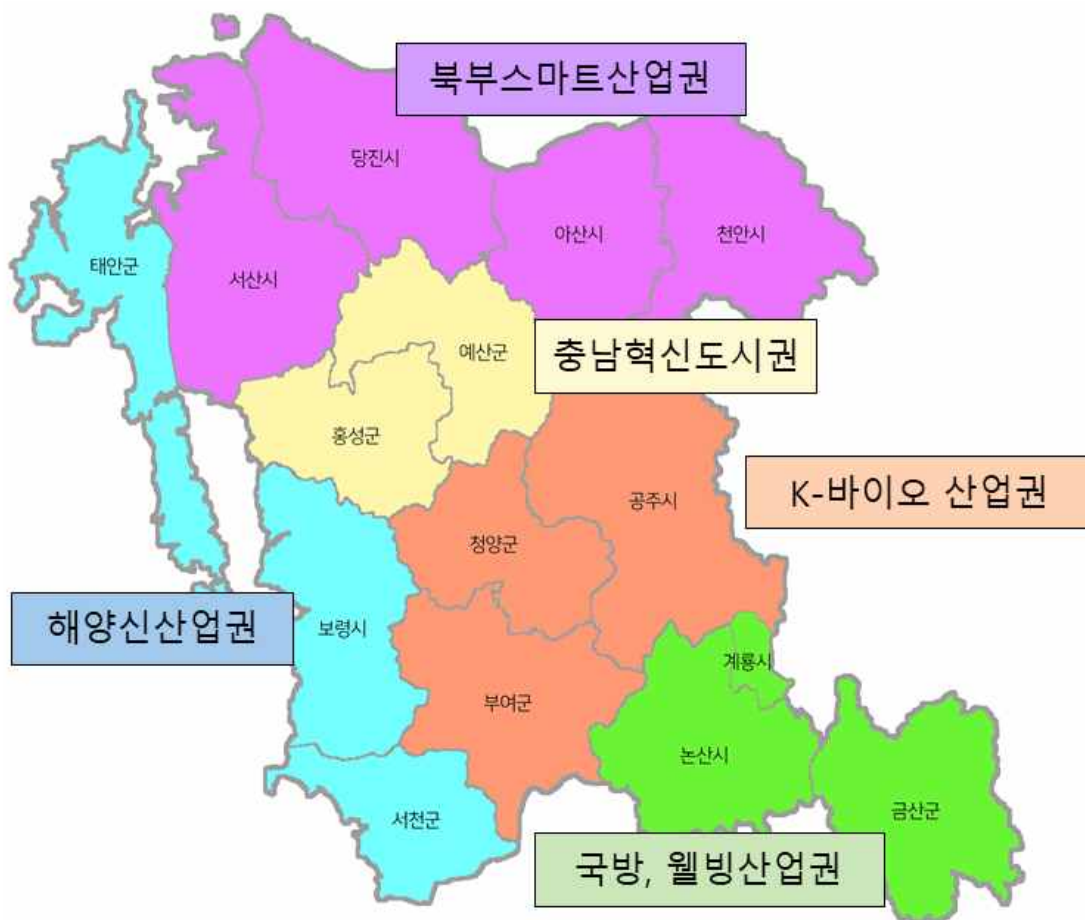 북부스마트산업권
당진시
아산시
천안시
태안군
서산시
예산군
충남혁신도시권
홍성군
K-바이오 산업권
공주시
청양군
해양신산업권
보령시
계룡시
부여군
논산시
서천군
금산군
국방, 웰빙산업권